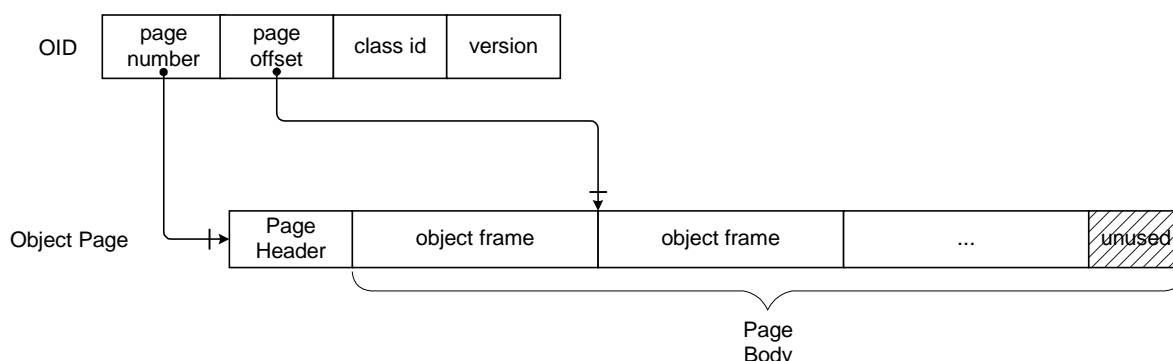 OID
page
number
page
offset
class id
version
Object Page
Page
Header
object frame
object frame
...
unused
Page
Body